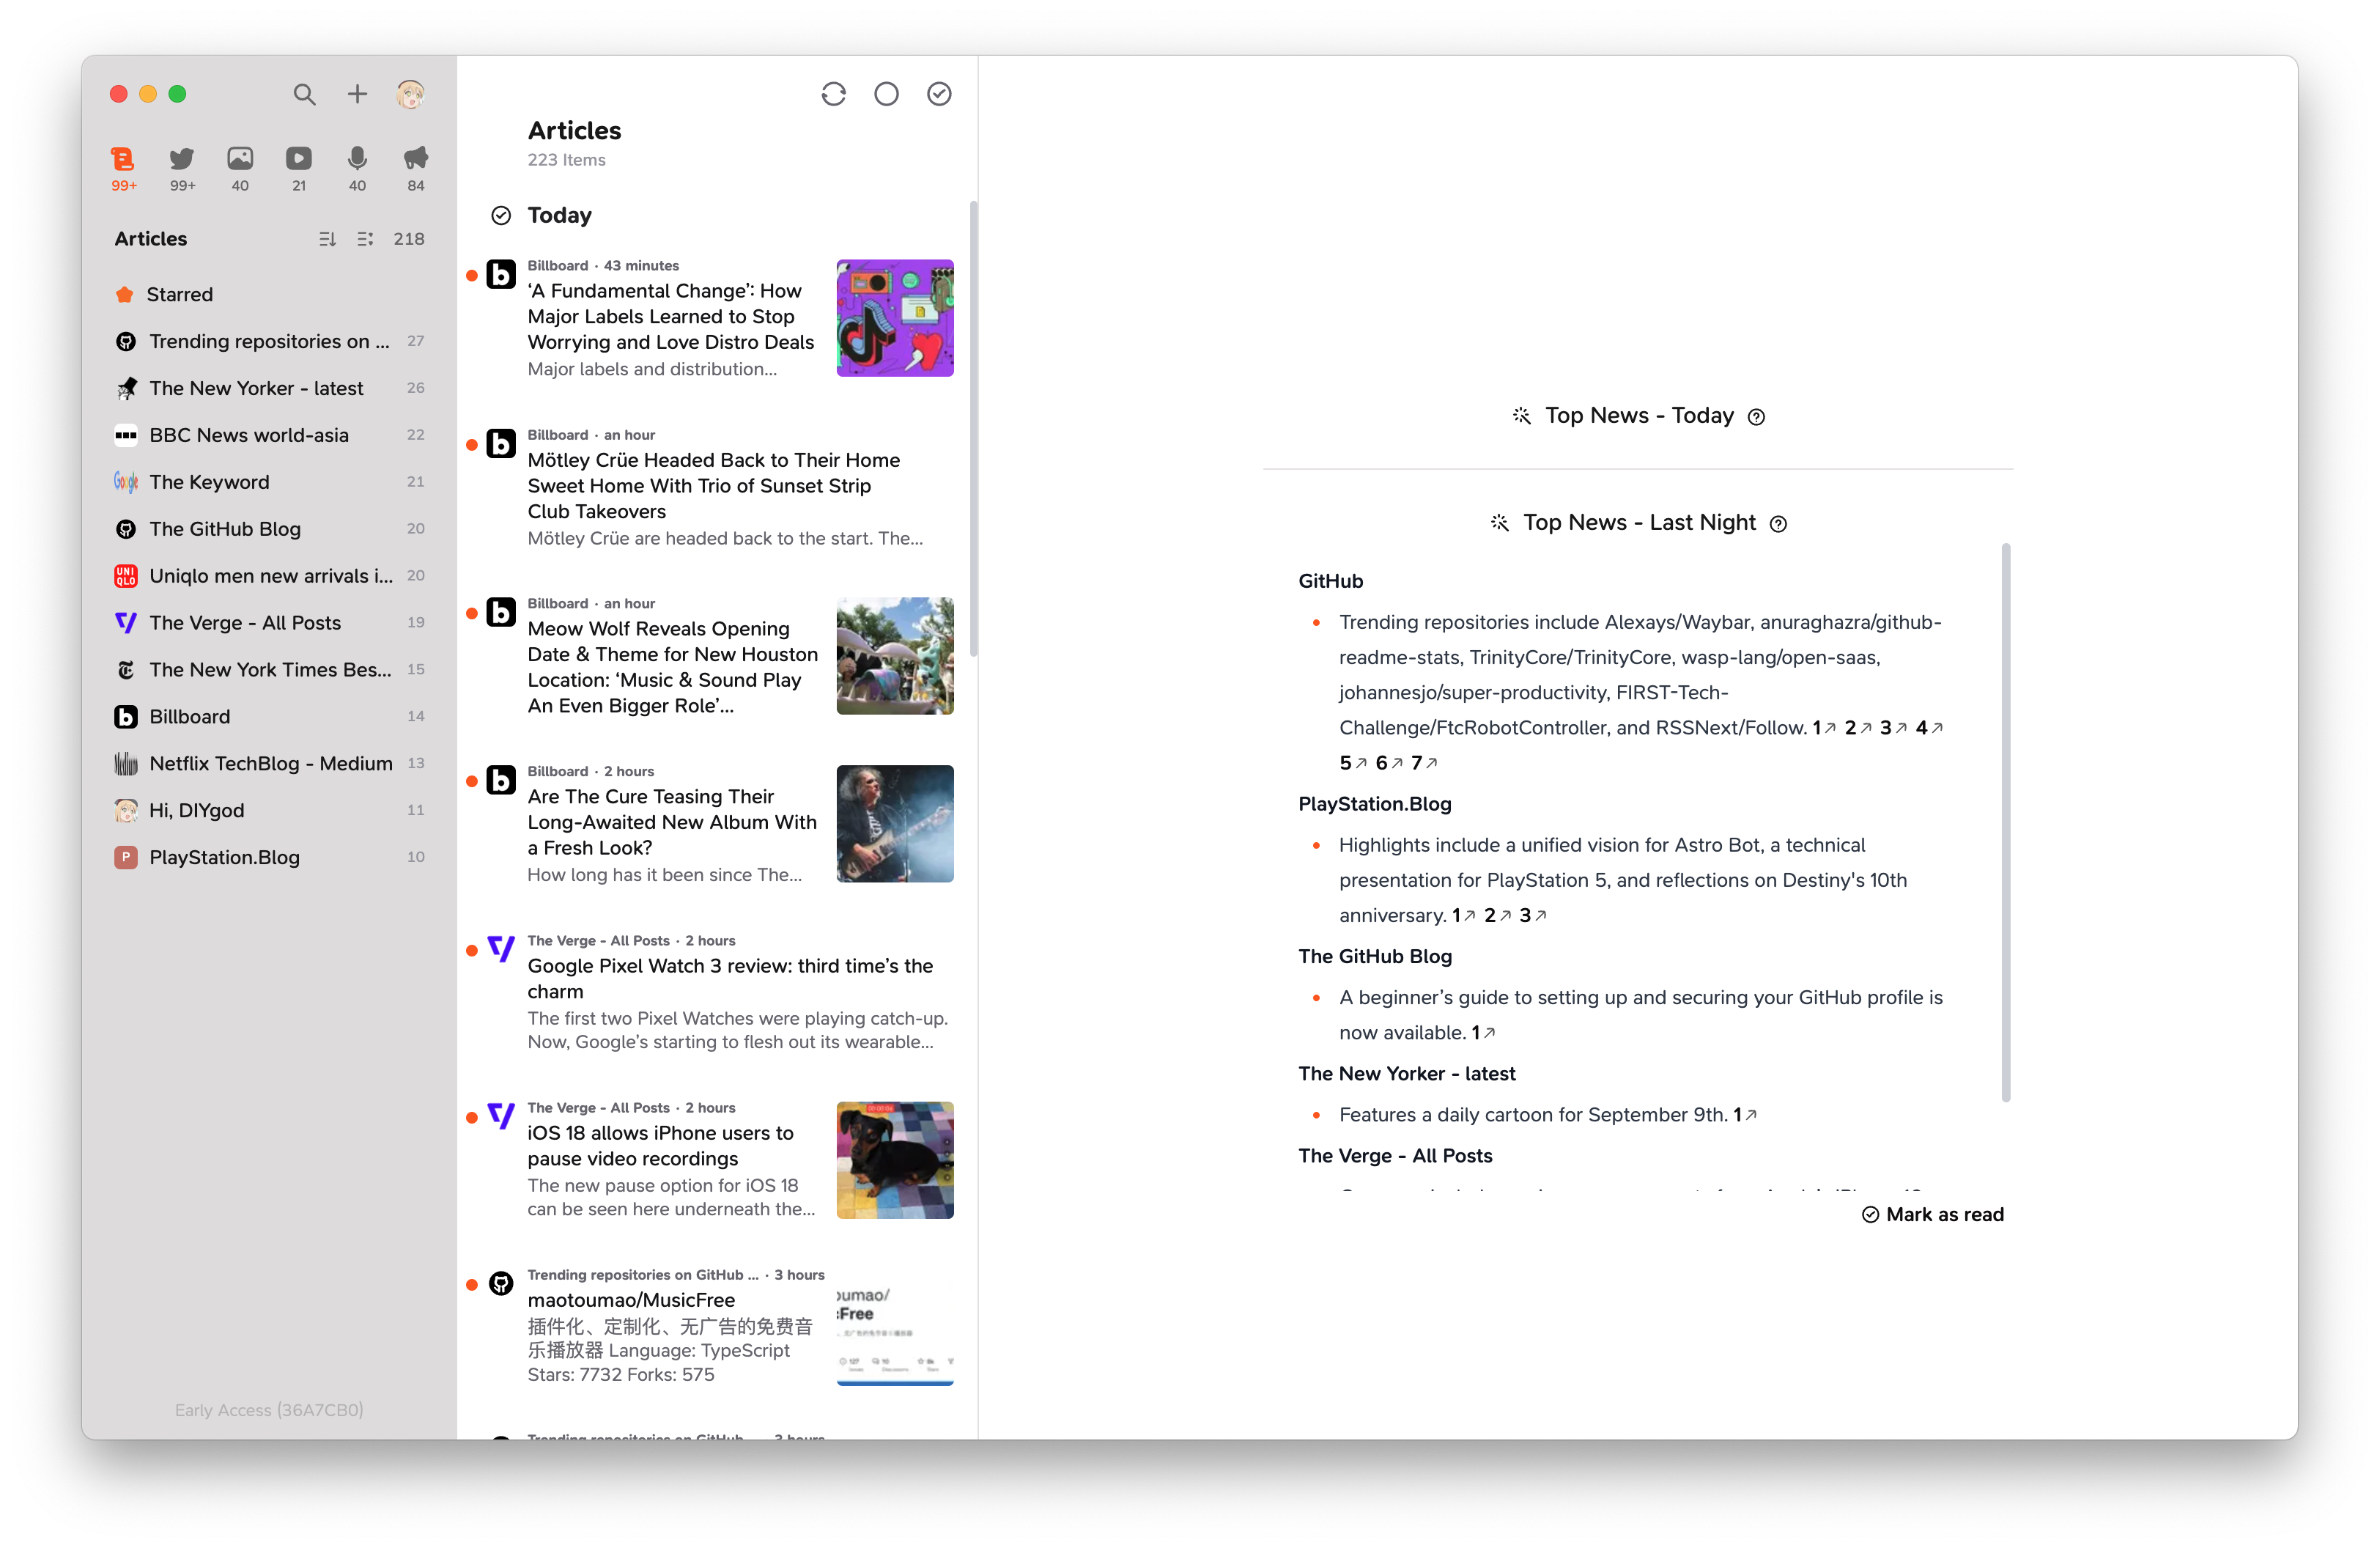 99+
99+
40
21
40
84
Articles
218
Starred
Trending repositories on ...
27
The New Yorker - latest
26
BBC News world-asia
22
Google
The Keyword
21
The GitHub Blog
20
UNI
QLO
Uniqlo men new arrivals i...
20
The Verge - All Posts
19
The New York Times Bes...
15
b
Billboard
14
Netflix TechBlog - Medium
13
Hi, DIYgod
11
P
PlayStation.Blog
10
Early Access (36A7CB0)
Articles
223 Items
Today
b
Billboard · 43 minutes
‘A Fundamental Change’: How
Major Labels Learned to Stop
Worrying and Love Distro Deals
Major labels and distribution...
b
Billboard · an hour
Mötley Crüe Headed Back to Their Home
Sweet Home With Trio of Sunset Strip
Club Takeovers
Mötley Crüe are headed back to the start. The...
b
Billboard · an hour
Meow Wolf Reveals Opening
Date & Theme for New Houston
Location: ‘Music & Sound Play
An Even Bigger Role’...
b
Billboard · 2 hours
Are The Cure Teasing Their
Long-Awaited New Album With
a Fresh Look?
How long has it been since The...
The Verge - All Posts · 2 hours
Google Pixel Watch 3 review: third time’s the
charm
The first two Pixel Watches were playing catch-up.
Now, Google’s starting to flesh out its wearable...
The Verge - All Posts · 2 hours
iOS 18 allows iPhone users to
pause video recordings
The new pause option for iOS 18
can be seen here underneath the...
Trending repositories on GitHub ... · 3 hours
maotoumao/MusicFree
插件化、定制化、无广告的免费音
乐播放器 Language: TypeScript
Stars: 7732 Forks: 575
oumao/
Free
Trending repositories on GitHub ... · 3 hours
Top News - Today
Top News - Last Night
GitHub
• Trending repositories include Alexays/Waybar, anuraghazra/github-
readme-stats, TrinityCore/TrinityCore, wasp-lang/open-saas,
johannesjo/super-productivity, FIRST-Tech-
Challenge/FtcRobotController, and RSSNext/Follow. 1↗ 2↗ 3↗ 4↗
5↗ 6↗ 7↗
PlayStation.Blog
• Highlights include a unified vision for Astro Bot, a technical
presentation for PlayStation 5, and reflections on Destiny's 10th
anniversary. 1↗ 2↗ 3↗
The GitHub Blog
• A beginner’s guide to setting up and securing your GitHub profile is
now available. 1↗
The New Yorker - latest
• Features a daily cartoon for September 9th. 1↗
The Verge - All Posts
Mark as read